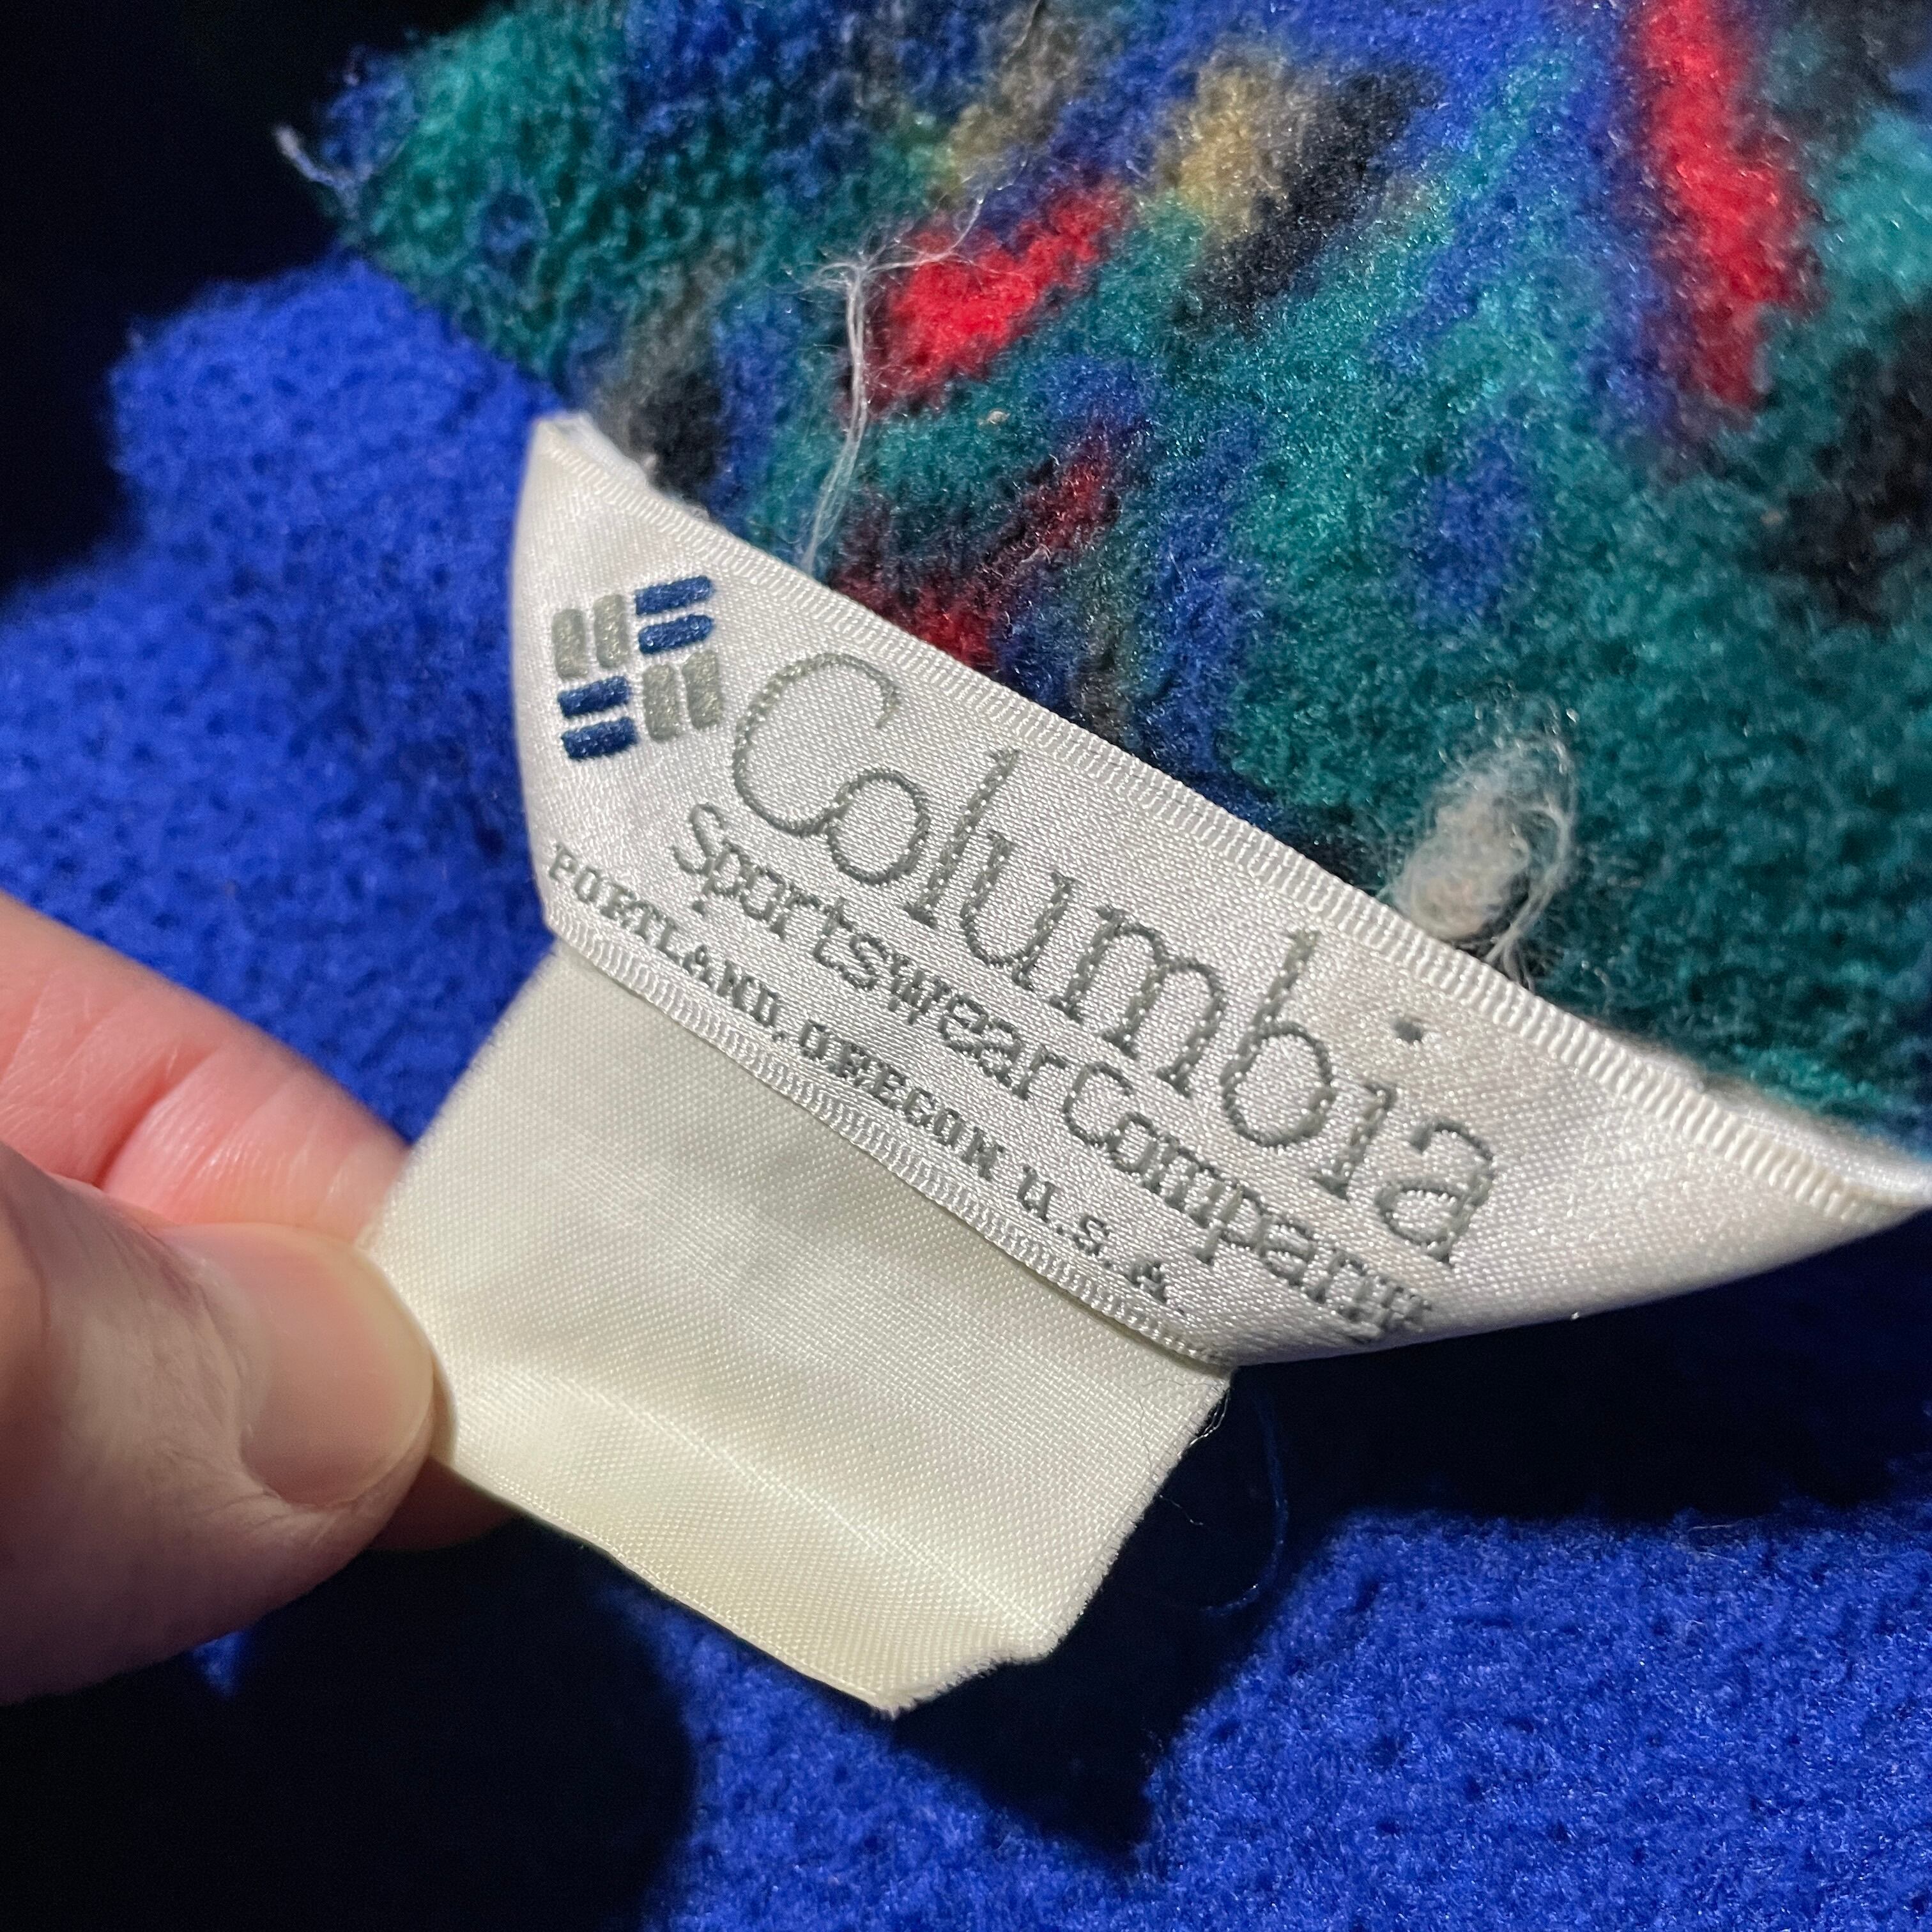 Columbia
Sportswear Company
PORTLAND, OREGON U.S.A.